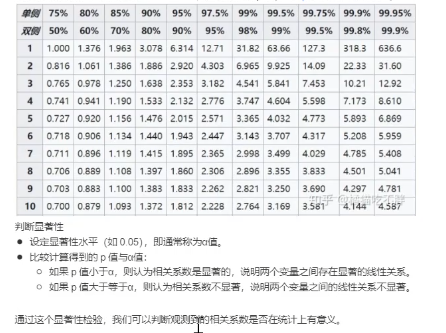 单侧 75% 80% 85% 90% 95% 97.5% 99% 99.5% 99.75% 99.9% 99.95%
双侧 50% 60% 70% 80% 90% 95% 98% 99% 99.5% 99.8% 99.9%
1 1.000 1.376 1.963 3.078 6.314 12.71 31.82 63.66 127.3 318.3 636.6
2 0.816 1.061 1.386 1.886 2.920 4.303 6.965 9.925 14.09 22.33 31.60
3 0.765 0.978 1.250 1.638 2.353 3.182 4.541 5.841 7.453 10.21 12.92
4 0.741 0.941 1.190 1.533 2.132 2.776 3.747 4.604 5.598 7.173 8.610
5 0.727 0.920 1.156 1.476 2.015 2.571 3.365 4.032 4.773 5.893 6.869
6 0.718 0.906 1.134 1.440 1.943 2.447 3.143 3.707 4.317 5.208 5.959
7 0.711 0.896 1.119 1.415 1.895 2.365 2.998 3.499 4.029 4.785 5.408
8 0.706 0.889 1.108 1.397 1.860 2.306 2.896 3.355 3.833 4.501 5.041
9 0.703 0.883 1.100 1.383 1.833 2.262 2.821 3.250 3.690 4.297 4.781
10 0.700 0.879 1.093 1.372 1.812 2.228 2.764 3.169 3.581 4.144 4.587
判断显著性
设定显著性水平（如 0.05），即通常称为α值。
比较计算得到的 p 值与α值：
如果 p 值小于α，则认为相关系数是显著的，说明两个变量之间存在显著的线性关系。
如果 p 值大于等于α，则认为相关系数不显著，说明两个变量之间的线性关系不显著。
通过这个显著性检验，我们可以判断观测到的相关系数是否在统计上有意义。